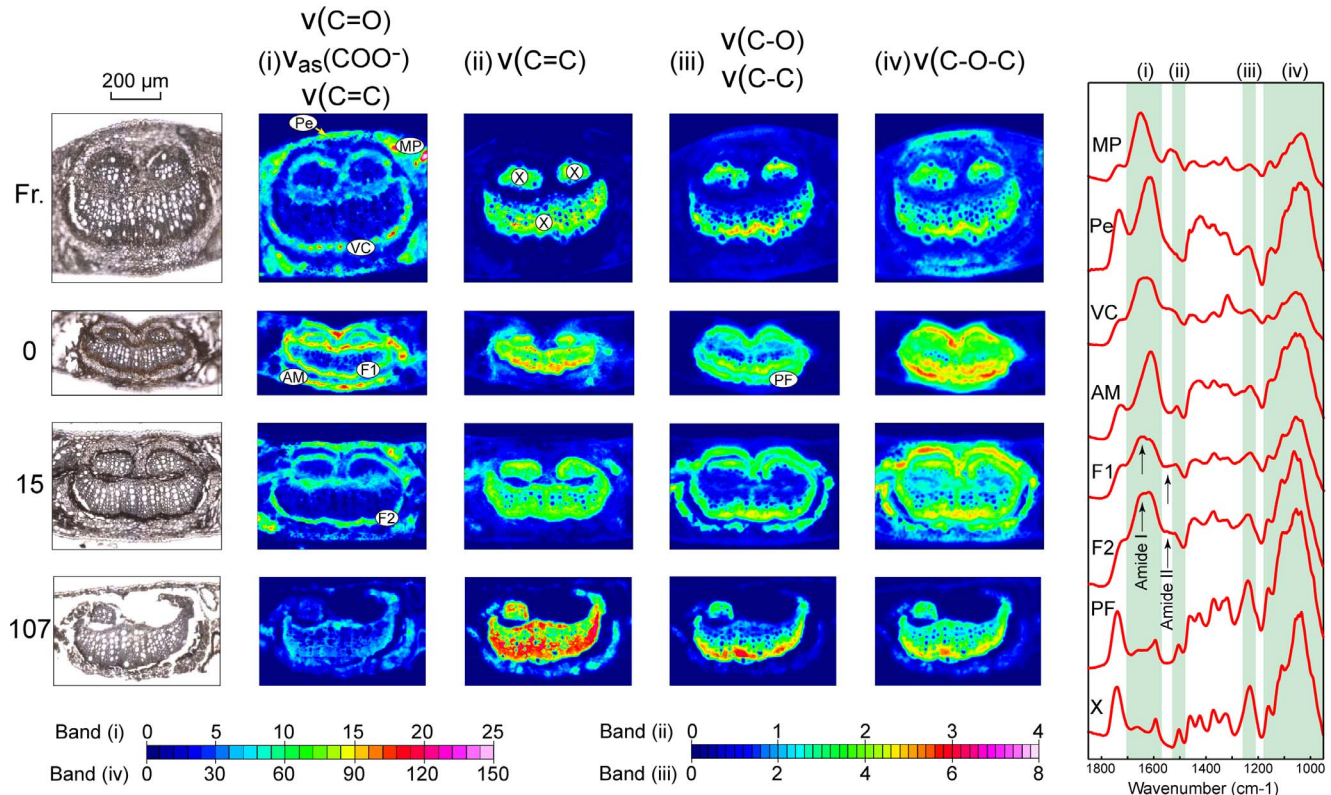 ν(C=O)
(i) νas(COO-)
ν(C=C)
(ii) ν(C=C)
(iii) ν(C-O)
ν(C-C)
(iv) ν(C-O-C)
200 µm
Fr.
Pe
MP
VC
X
X
X
0
AM
F1
PF
15
F2
107
Band (i) 0 5 10 15 20 25
Band (iv) 0 30 60 90 120 150
Band (ii) 0 1 2 3 4
Band (iii) 0 2 4 6 8
(i) (ii) (iii) (iv)
MP
Pe
VC
AM
F1
F2
Amide I
Amide II
PF
X
1800 1600 1400 1200 1000
Wavenumber (cm-1)